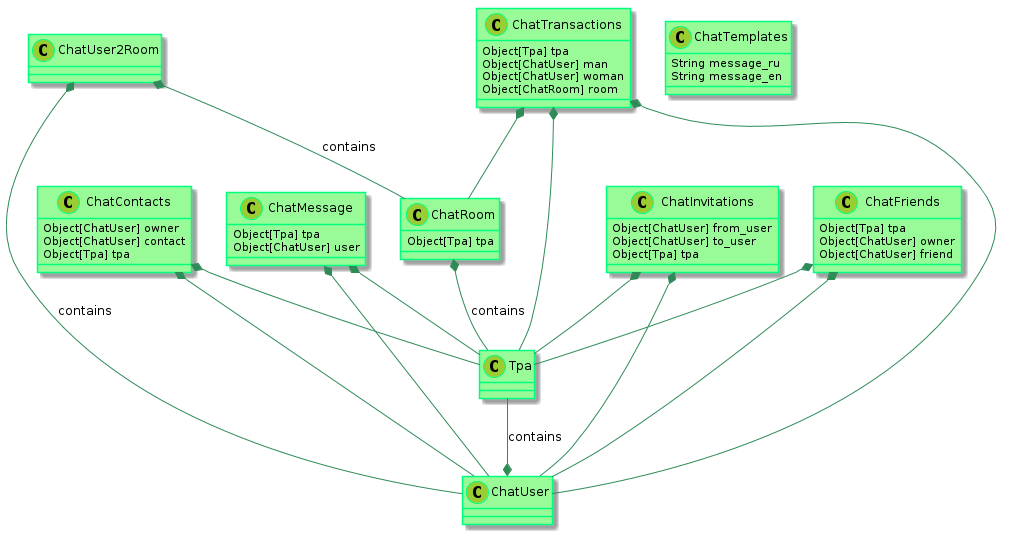 C ChatUser2Room
C ChatTransactions
Object[Tpa] tpa
Object[ChatUser] man
Object[ChatUser] woman
Object[ChatRoom] room
C ChatTemplates
String message_ru
String message_en
contains
C ChatContacts
Object[ChatUser] owner
Object[ChatUser] contact
Object[Tpa] tpa
C ChatMessage
Object[Tpa] tpa
Object[ChatUser] user
C ChatRoom
Object[Tpa] tpa
C ChatInvitations
Object[ChatUser] from_user
Object[ChatUser] to_user
Object[Tpa] tpa
C ChatFriends
Object[Tpa] tpa
Object[ChatUser] owner
Object[ChatUser] friend
contains
contains
C Tpa
contains
C ChatUser